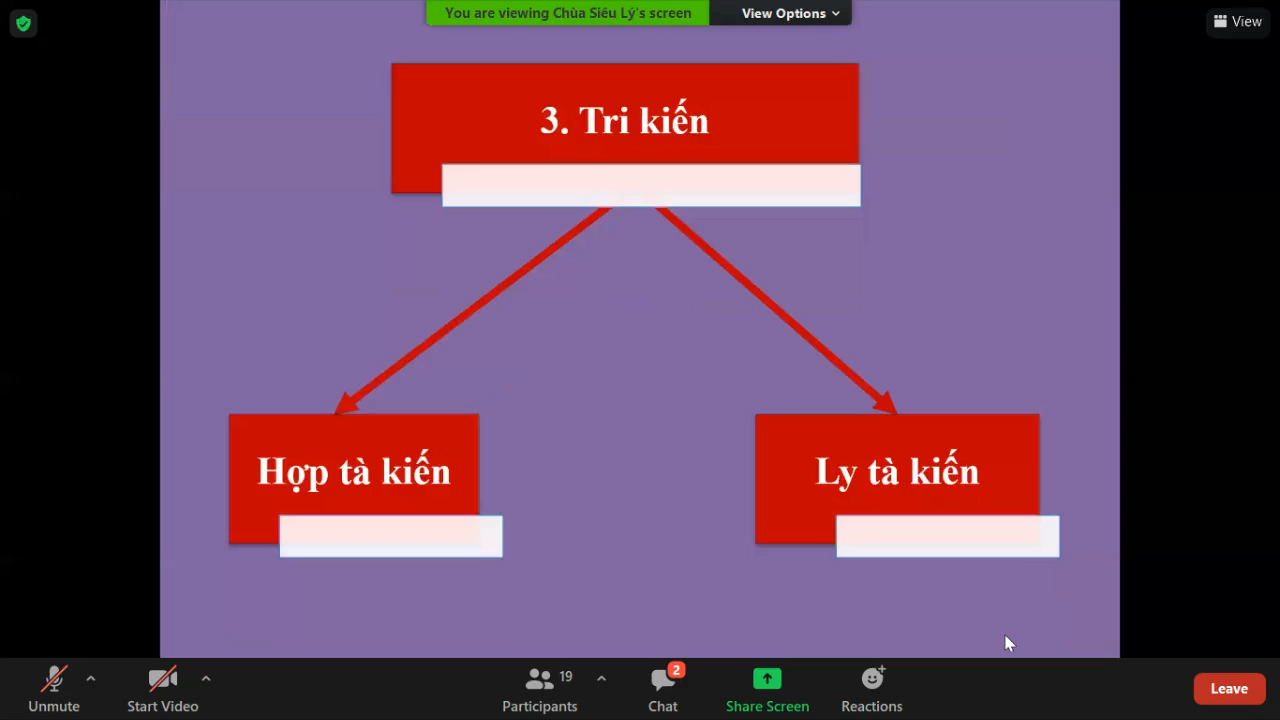 You are viewing Chùa Siêu Lý's screen
View Options
View
3. Tri kiến
Hợp tà kiến
Ly tà kiến
Unmute
Start Video
19
Participants
2
Chat
Share Screen
Reactions
Leave